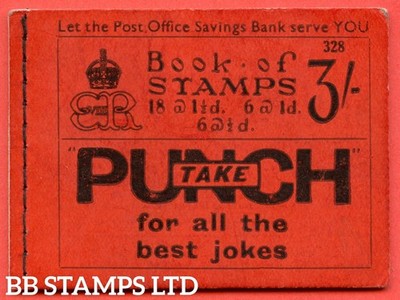 Let the Post Office Savings Bank serve YOU
328
Book of
STAMPS 3/-
18 @ 1½d. 6 @ 1d.
6 @ ½d.
"PUNCH"
TAKE
for all the
best jokes
BB STAMPS LTD